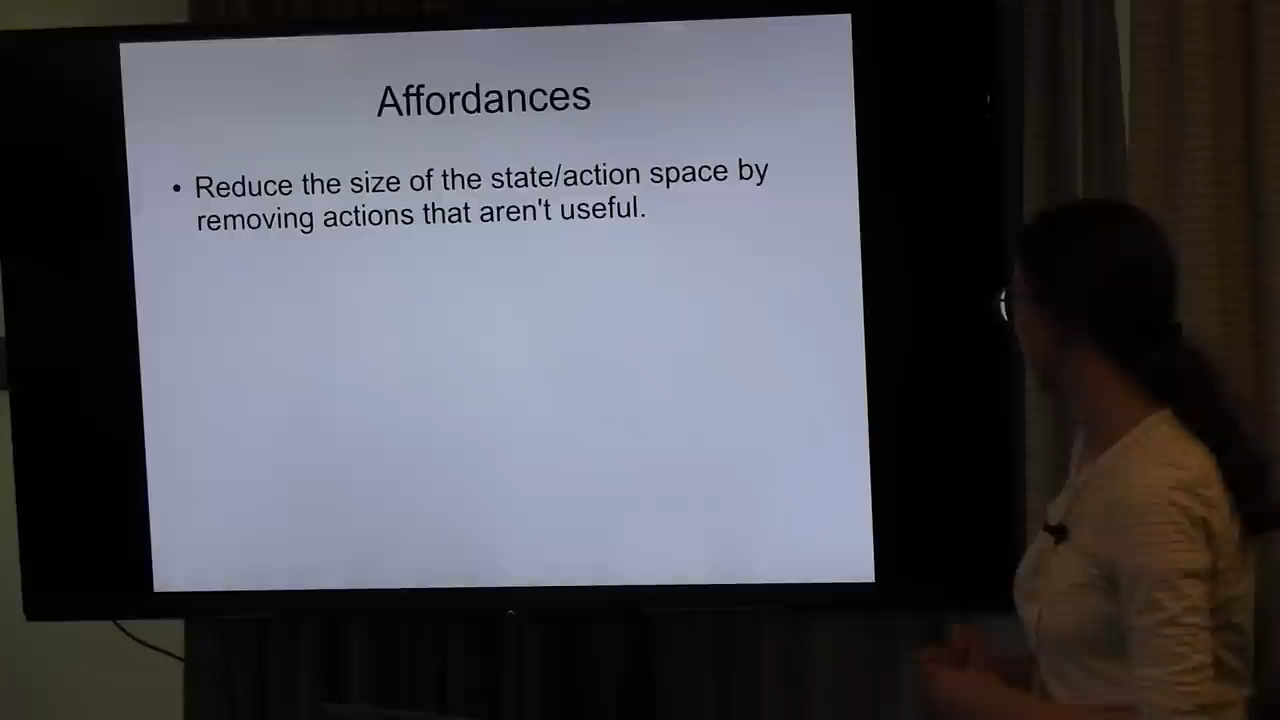 Affordances
• Reduce the size of the state/action space by
removing actions that aren't useful.